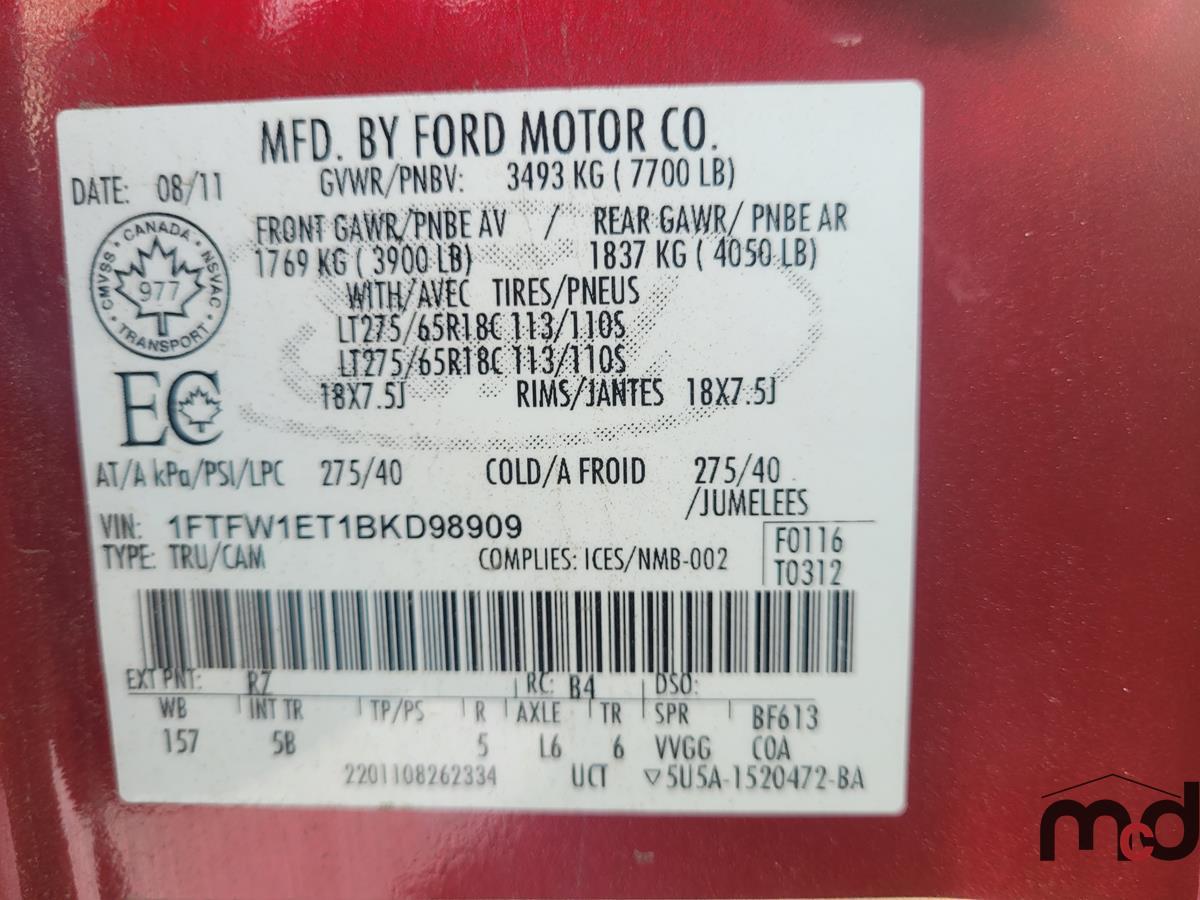 MFD. BY FORD MOTOR CO.
DATE: 08/11
GVWR/PNBV: 3493 KG ( 7700 LB)
FRONT GAWR/PNBE AV / REAR GAWR/ PNBE AR
1769 KG ( 3900 LB) 1837 KG ( 4050 LB)
WITH/AVEC TIRES/PNEUS
LT275/65R18C 113/110S
LT275/65R18C 113/110S
18X7.5J RIMS/JANTES 18X7.5J
CANADA
CMVSS NSVAC
977
TRANSPORT
EC
AT/A kPa/PSI/LPC 275/40 COLD/A FROID 275/40
/JUMELEES
VIN: 1FTFW1ET1BKD98909
F0116
TYPE: TRU/CAM COMPLIES: ICES/NMB-002
T0312
EXT PNT: RZ RC: B4 DSO:
WB INT TR TP/PS R AXLE TR SPR BF613
157 5B 5 L6 6 VVGG COA
2201108262334 UCT ▽5U5A-1520472-BA
mcd